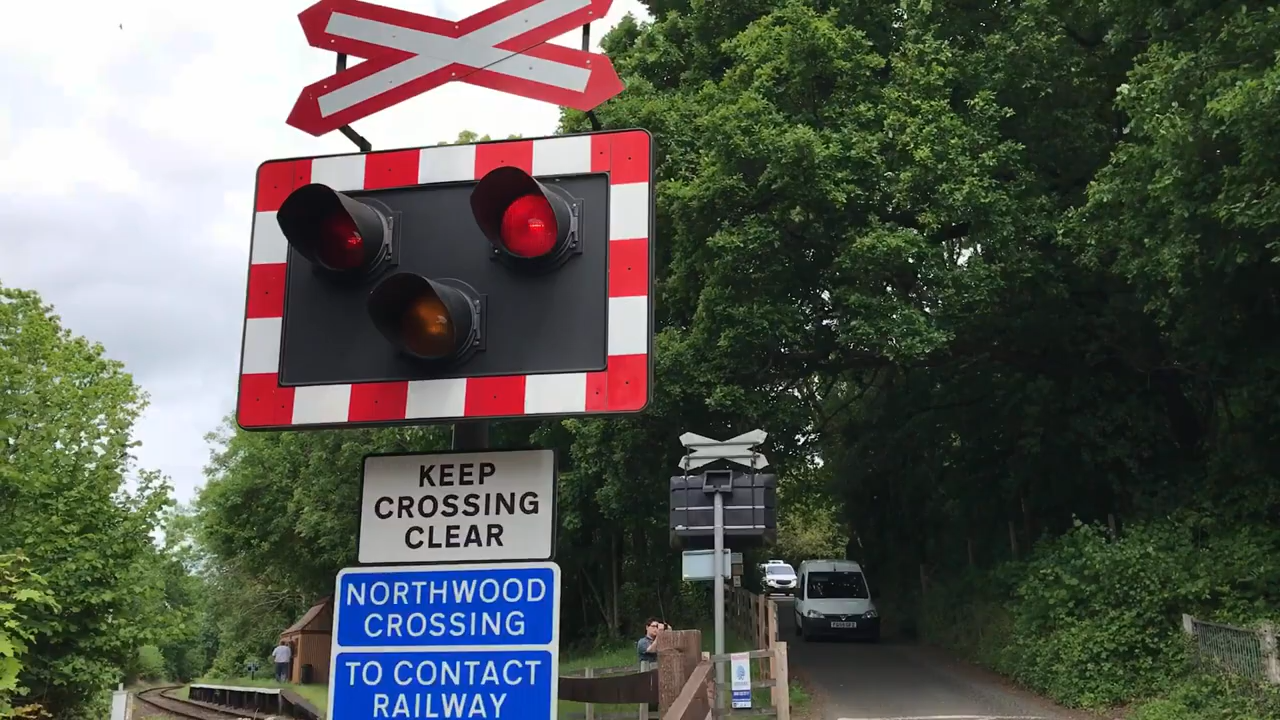 KEEP
CROSSING
CLEAR
NORTHWOOD
CROSSING
TO CONTACT
RAILWAY